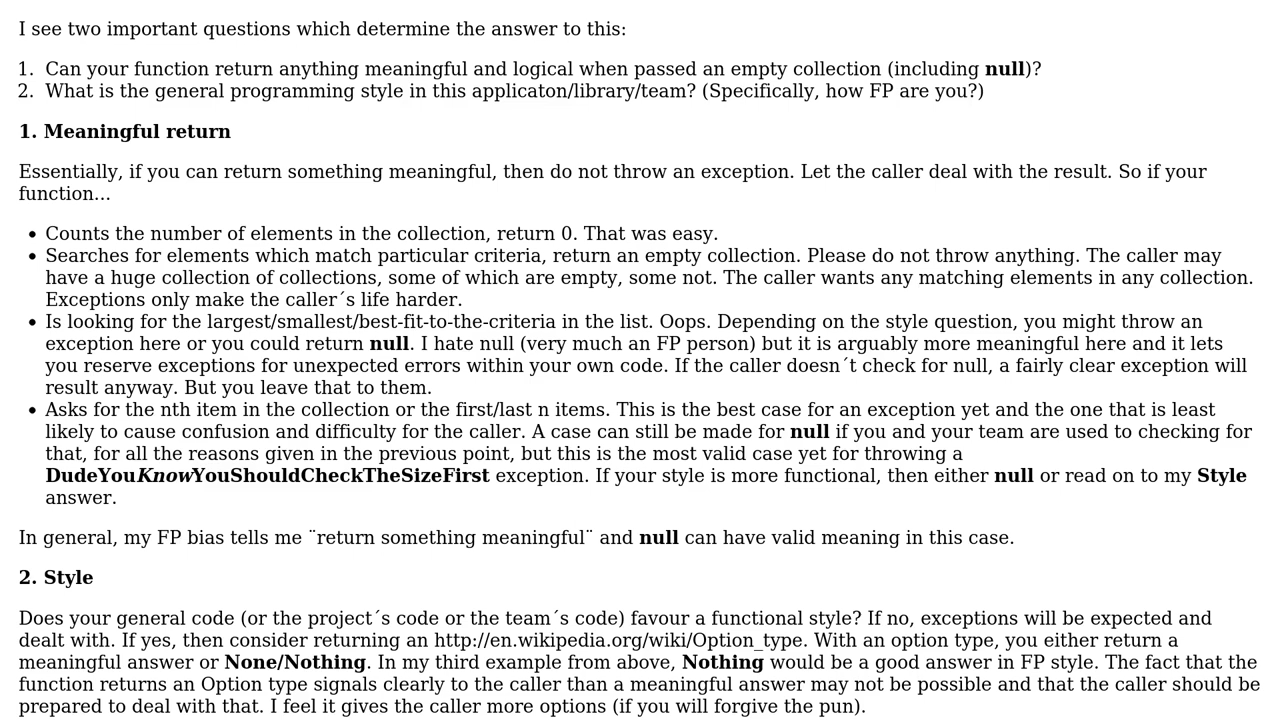 I see two important questions which determine the answer to this:
1. Can your function return anything meaningful and logical when passed an empty collection (including null)?
2. What is the general programming style in this applicaton/library/team? (Specifically, how FP are you?)
1. Meaningful return
Essentially, if you can return something meaningful, then do not throw an exception. Let the caller deal with the result. So if your
function...
• Counts the number of elements in the collection, return 0. That was easy.
• Searches for elements which match particular criteria, return an empty collection. Please do not throw anything. The caller may
have a huge collection of collections, some of which are empty, some not. The caller wants any matching elements in any collection.
Exceptions only make the caller´s life harder.
• Is looking for the largest/smallest/best-fit-to-the-criteria in the list. Oops. Depending on the style question, you might throw an
exception here or you could return null. I hate null (very much an FP person) but it is arguably more meaningful here and it lets
you reserve exceptions for unexpected errors within your own code. If the caller doesn´t check for null, a fairly clear exception will
result anyway. But you leave that to them.
• Asks for the nth item in the collection or the first/last n items. This is the best case for an exception yet and the one that is least
likely to cause confusion and difficulty for the caller. A case can still be made for null if you and your team are used to checking for
that, for all the reasons given in the previous point, but this is the most valid case yet for throwing a
DudeYouKnowYouShouldCheckTheSizeFirst exception. If your style is more functional, then either null or read on to my Style
answer.
In general, my FP bias tells me ¨return something meaningful¨ and null can have valid meaning in this case.
2. Style
Does your general code (or the project´s code or the team´s code) favour a functional style? If no, exceptions will be expected and
dealt with. If yes, then consider returning an http://en.wikipedia.org/wiki/Option_type. With an option type, you either return a
meaningful answer or None/Nothing. In my third example from above, Nothing would be a good answer in FP style. The fact that the
function returns an Option type signals clearly to the caller than a meaningful answer may not be possible and that the caller should be
prepared to deal with that. I feel it gives the caller more options (if you will forgive the pun).